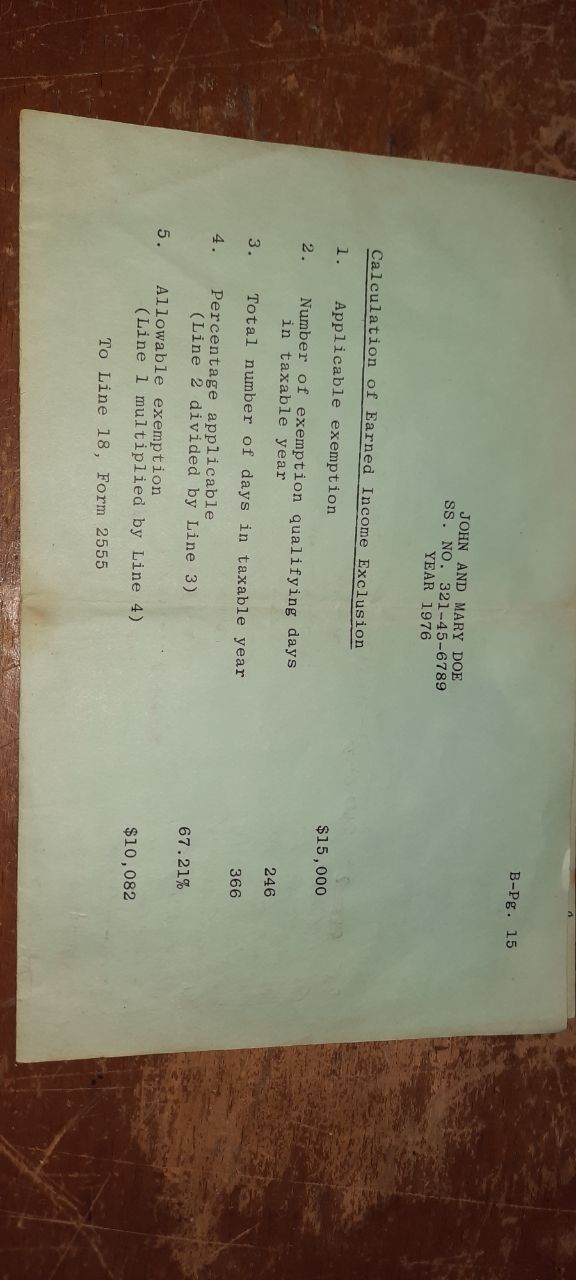 B-Pg. 15
JOHN AND MARY DOE
SS. NO. 321-45-6789
YEAR 1976
Calculation of Earned Income Exclusion
1. Applicable exemption $15,000
2. Number of exemption qualifying days
in taxable year 246
3. Total number of days in taxable year 366
4. Percentage applicable
(Line 2 divided by Line 3) 67.21%
5. Allowable exemption
(Line 1 multiplied by Line 4) $10,082
To Line 18, Form 2555